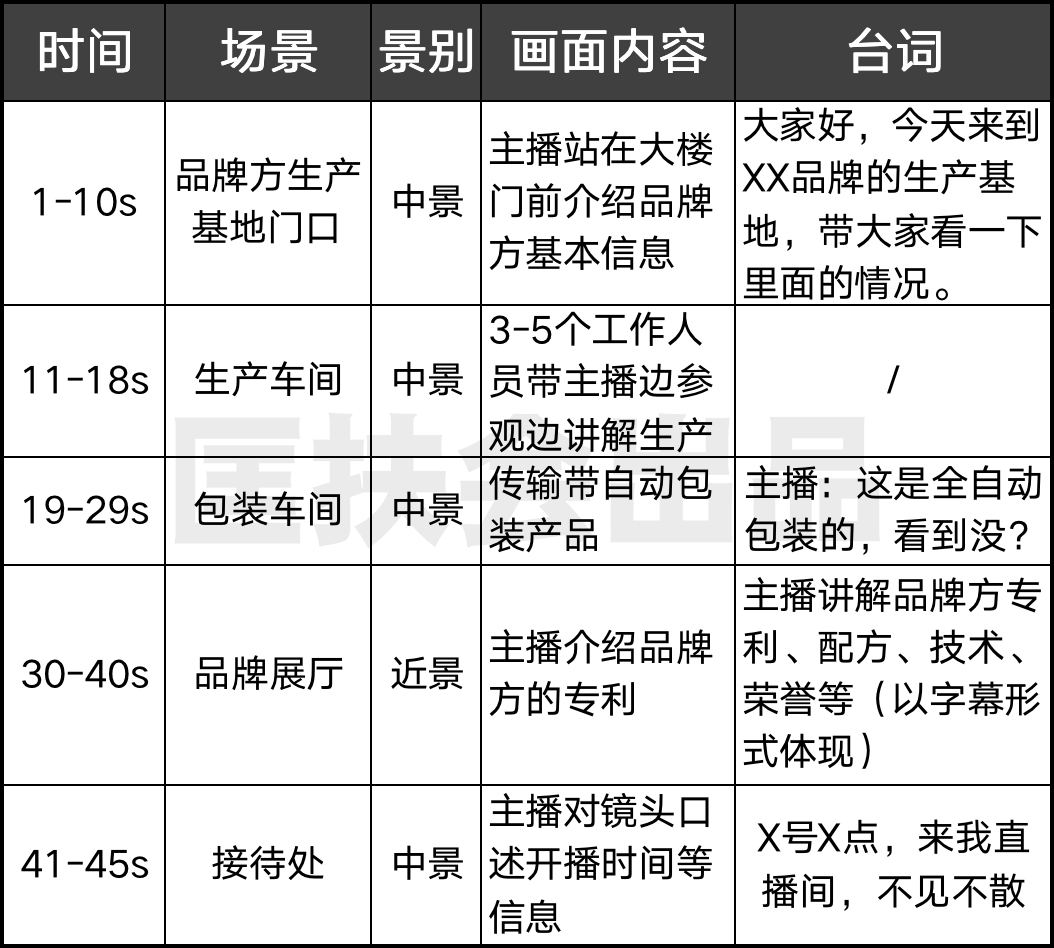 时间 场景 景别 画面内容 台词
1-10s
品牌方生产
基地门口
中景
主播站在大楼
门前介绍品牌
方基本信息
大家好，今天来到
XX品牌的生产基
地，带大家看一下
里面的情况。
11-18s
生产车间
中景
3-5个工作人
员带主播边参
观边讲解生产
/
19-29s
包装车间
中景
传输带自动包
装产品
主播：这是全自动
包装的，看到没？
30-40s
品牌展厅
近景
主播介绍品牌
方的专利
主播讲解品牌方专
利、配方、技术、
荣誉等（以字幕形
式体现）
41-45s
接待处
中景
主播对镜头口
述开播时间等
信息
X号X点，来我直
播间，不见不散